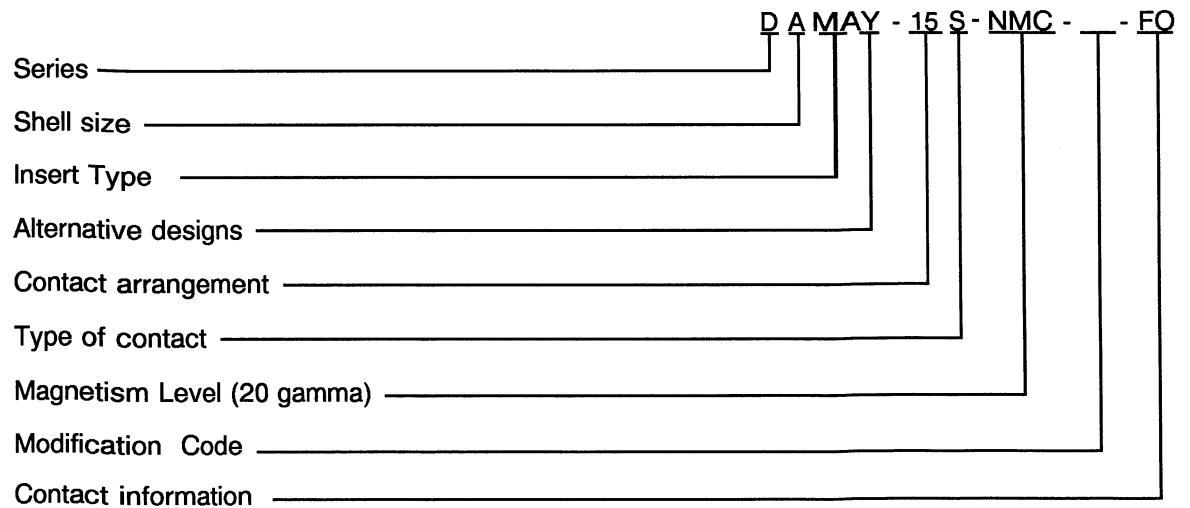 D A MAY - 15 S - NMC - __ - FO
Series
Shell size
Insert Type
Alternative designs
Contact arrangement
Type of contact
Magnetism Level (20 gamma)
Modification Code
Contact information